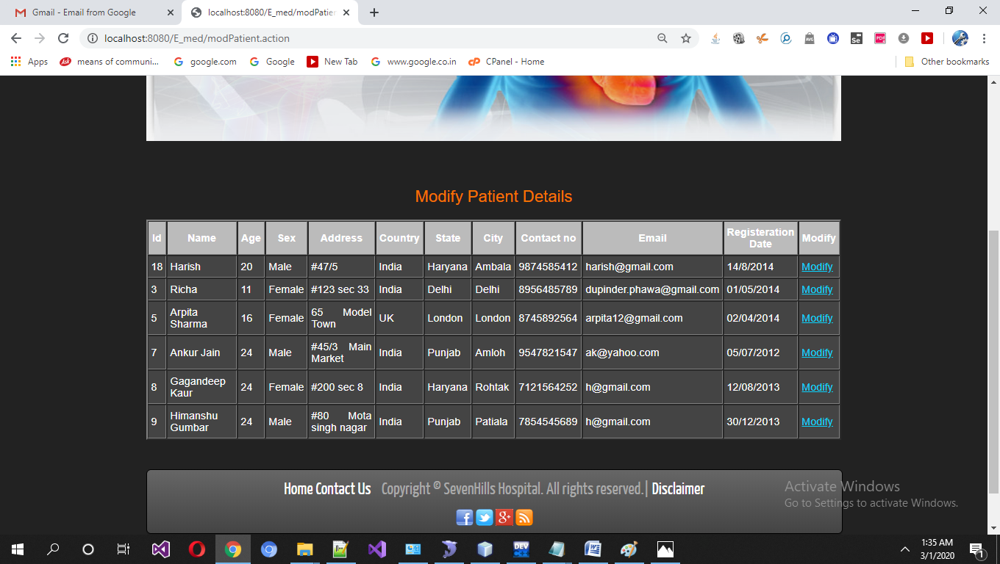 Gmail - Email from Google
localhost:8080/E_med/modPatien
localhost:8080/E_med/modPatient.action
Apps
Ask means of communi...
google.com
Google
New Tab
www.google.co.in
cP CPanel - Home
Other bookmarks
Modify Patient Details
Id Name Age Sex Address Country State City Contact no Email Registeration Date Modify
18 Harish 20 Male #47/5 India Haryana Ambala 9874585412 harish@gmail.com 14/8/2014 Modify
3 Richa 11 Female #123 sec 33 India Delhi Delhi 8956485789 dupinder.phawa@gmail.com 01/05/2014 Modify
5 Arpita Sharma 16 Female 65 Model Town UK London London 8745892564 arpita12@gmail.com 02/04/2014 Modify
7 Ankur Jain 24 Male #45/3 Main Market India Punjab Amloh 9547821547 ak@yahoo.com 05/07/2012 Modify
8 Gagandeep Kaur 24 Female #200 sec 8 India Haryana Rohtak 7121564252 h@gmail.com 12/08/2013 Modify
9 Himanshu Gumbar 24 Male #80 Mota singh nagar India Punjab Patiala 7854545689 h@gmail.com 30/12/2013 Modify
Home Contact Us Copyright © SevenHills Hospital. All rights reserved.| Disclaimer
Activate Windows
Go to Settings to activate Windows.
1:35 AM
3/1/2020
1